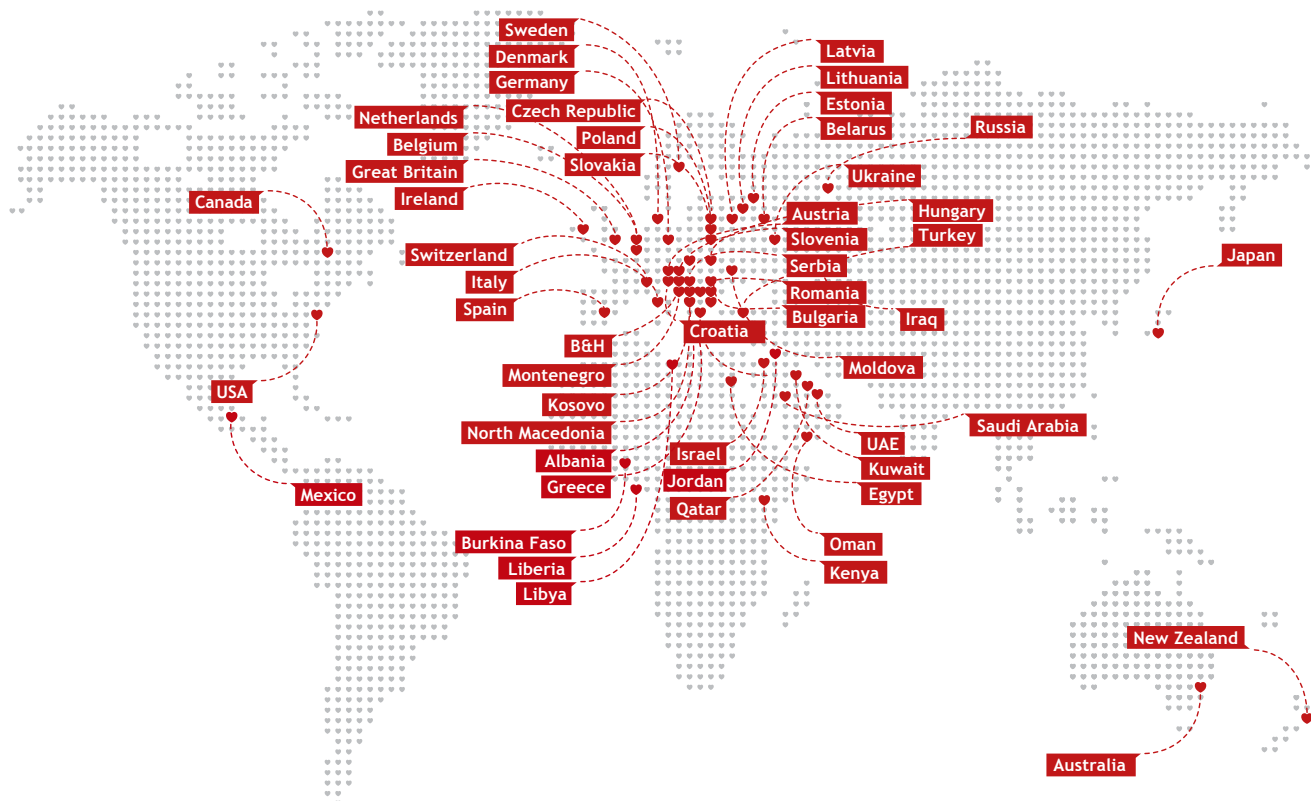 Sweden
Latvia
Denmark
Lithuania
Germany
Estonia
Czech Republic
Netherlands
Belarus
Russia
Poland
Belgium
Slovakia
Great Britain
Ukraine
Ireland
Canada
Austria
Hungary
Slovenia
Turkey
Switzerland
Japan
Serbia
Italy
Romania
Spain
Bulgaria
Iraq
Croatia
B&H
Moldova
Montenegro
USA
Kosovo
Saudi Arabia
North Macedonia
UAE
Israel
Albania
Kuwait
Jordan
Greece
Egypt
Mexico
Qatar
Burkina Faso
Oman
Liberia
Kenya
Libya
New Zealand
Australia